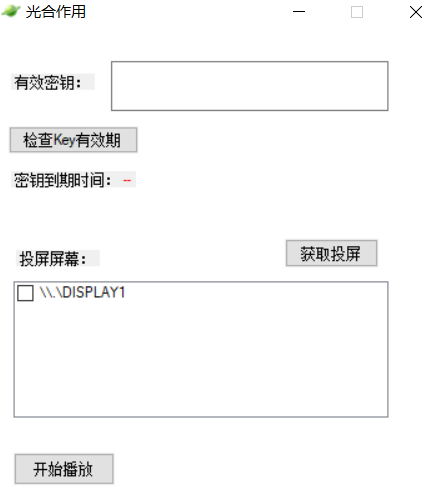 光合作用
有效密钥：
检查Key有效期
密钥到期时间： --
投屏屏幕：
获取投屏
\\.\DISPLAY1
开始播放